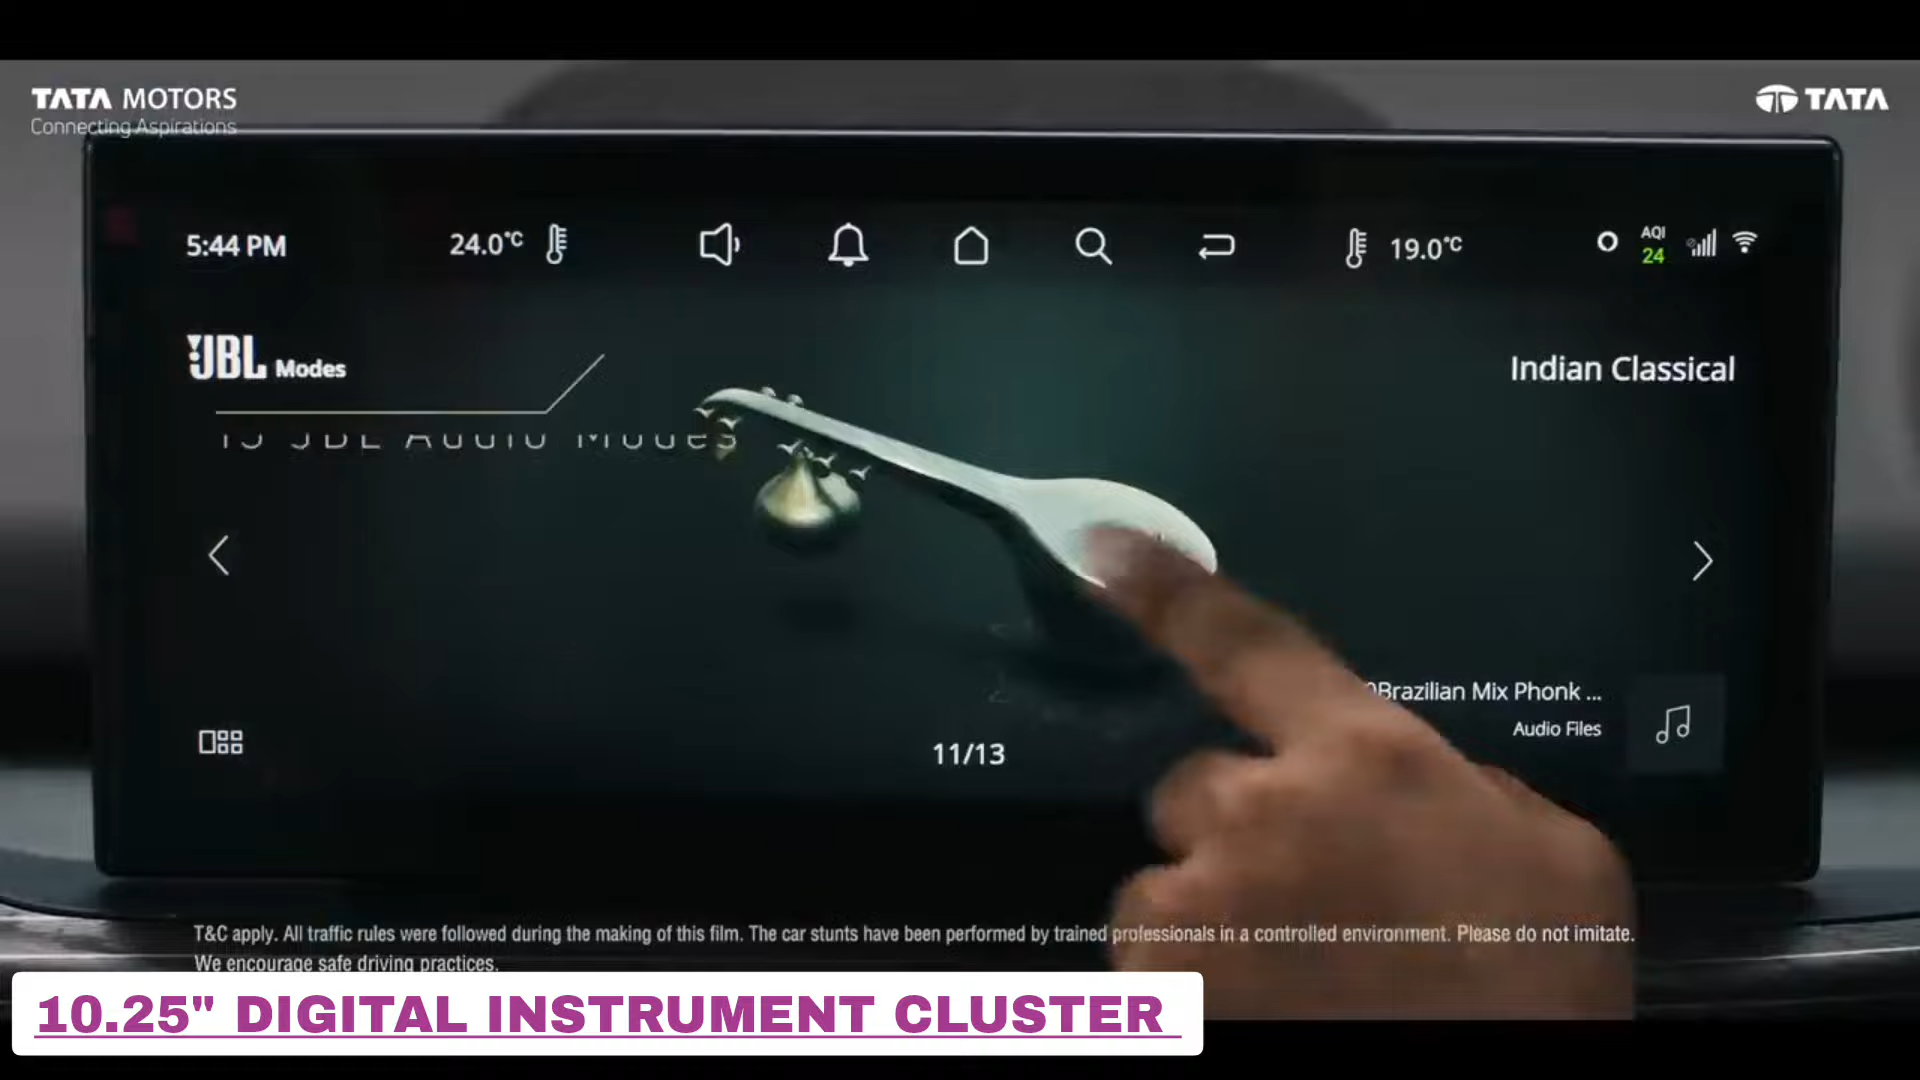 TATA MOTORS
Connecting Aspirations
TATA
5:44 PM
24.0°C
19.0°C
AQI
24
JBL Modes
Indian Classical
JBL Audio Modes
Brazilian Mix Phonk ...
Audio Files
11/13
T&C apply. All traffic rules were followed during the making of this film. The car stunts have been performed by trained professionals in a controlled environment. Please do not imitate.
We encourage safe driving practices.
10.25" DIGITAL INSTRUMENT CLUSTER